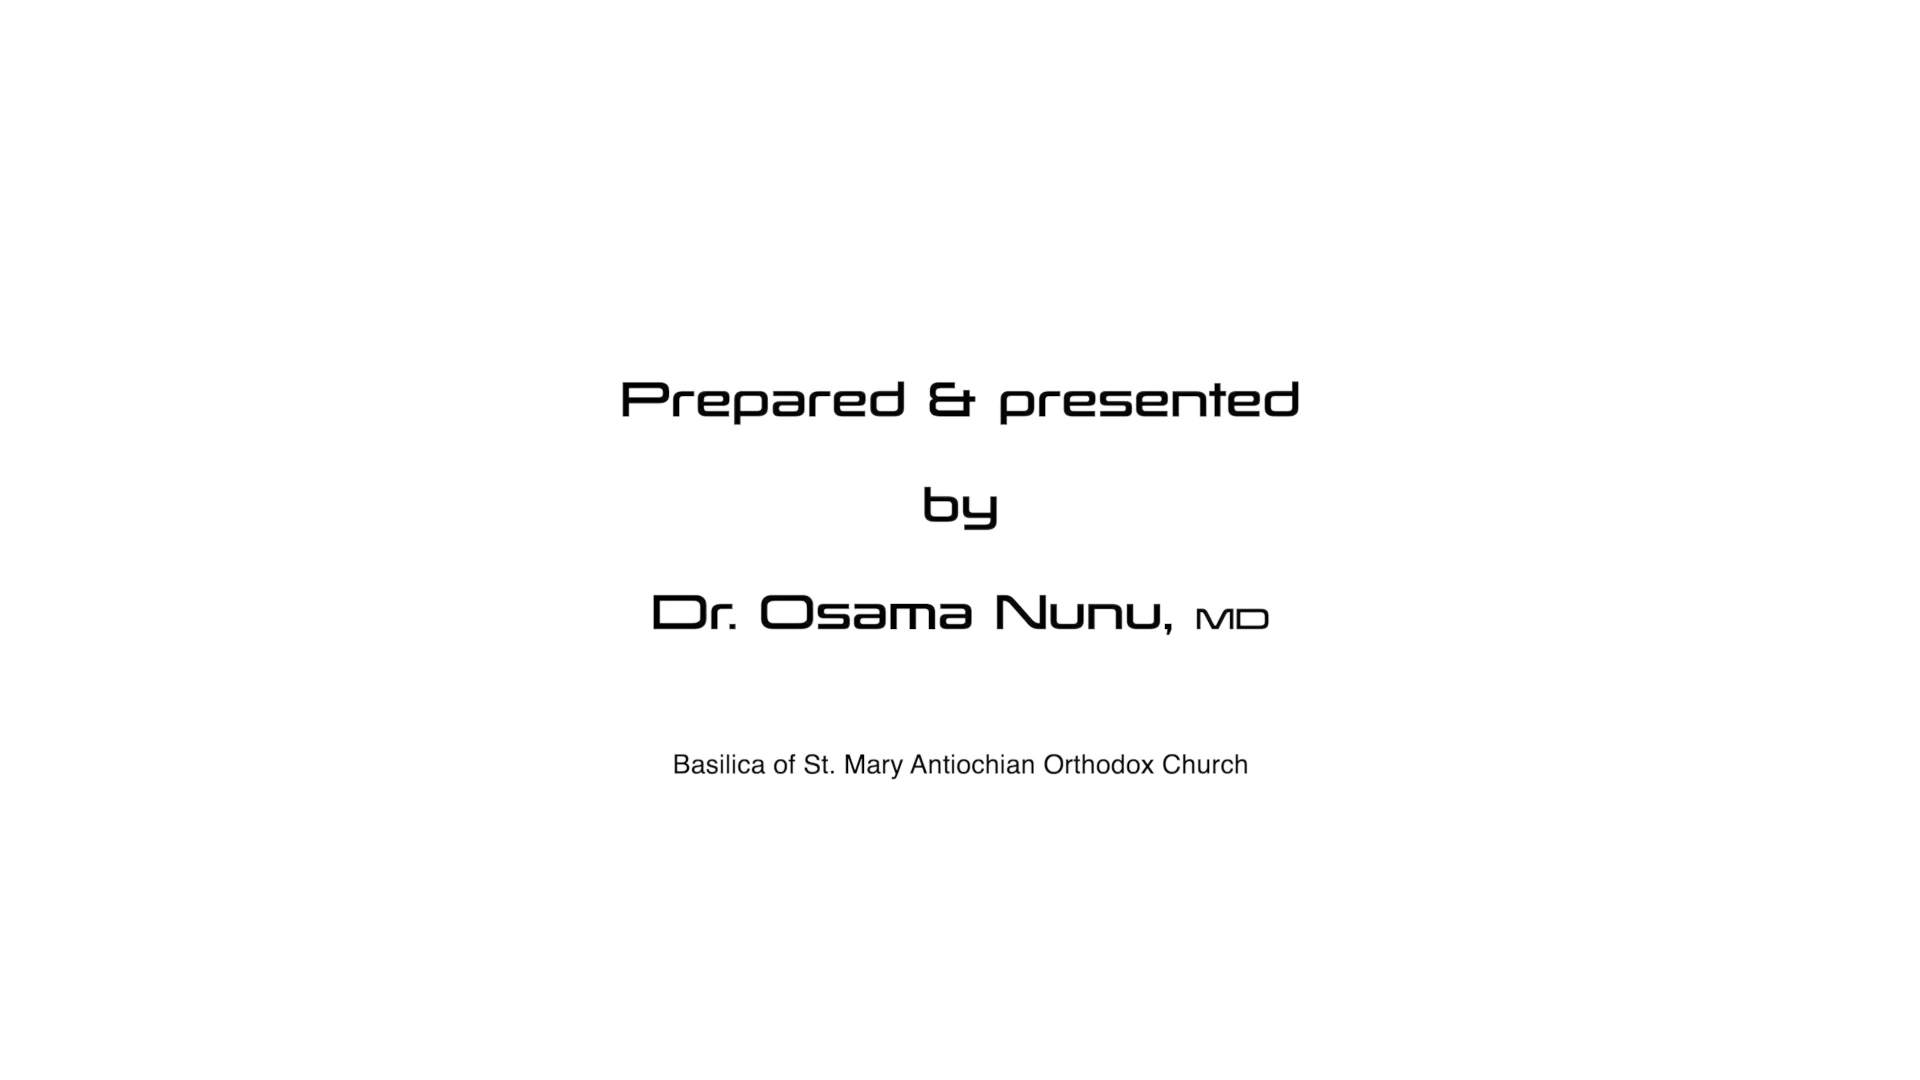 Prepared & presented
by
Dr. Osama Nunu, MD
Basilica of St. Mary Antiochian Orthodox Church